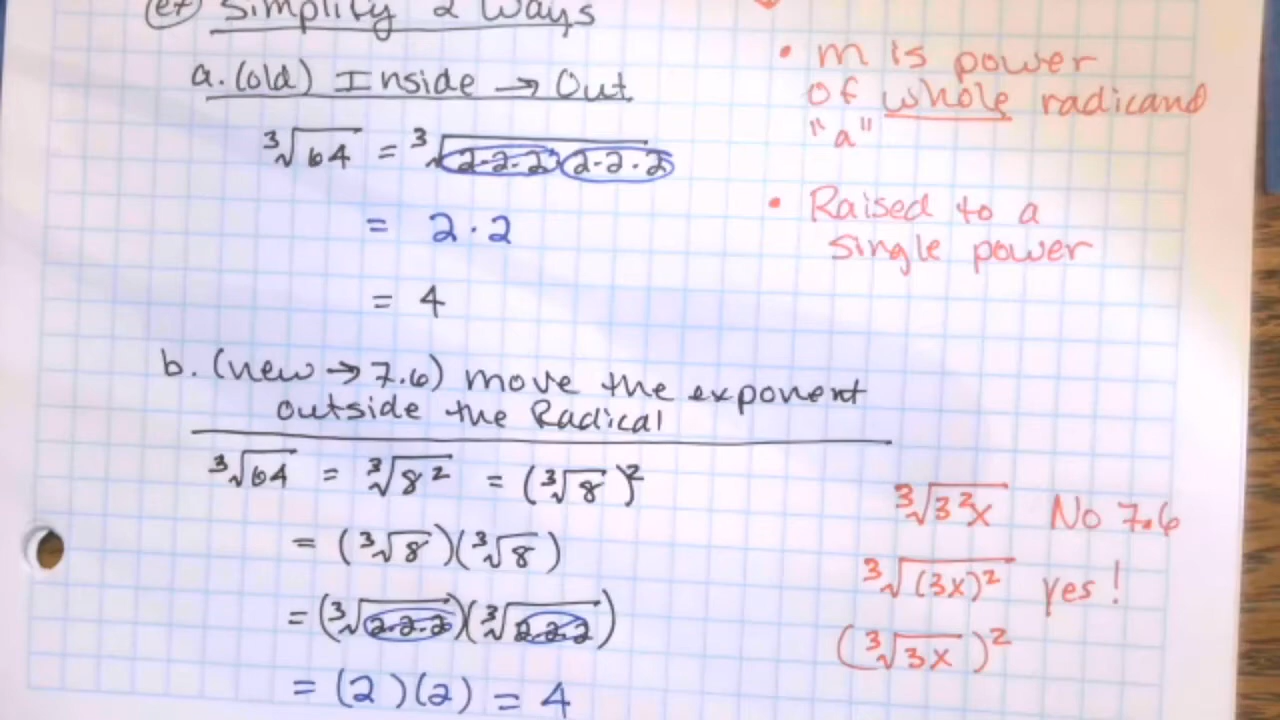 ex Simplify 2 Ways
a. (old) Inside → Out
∛64 = ∛2·2·2·2·2·2
= 2·2
= 4
b. (new → 7.6) move the exponent
outside the Radical
∛64 = ∛8² = (∛8)²
= (∛8)(∛8)
= (∛2·2·2)(∛2·2·2)
= (2)(2) = 4
• m is power
of whole radicand
"a"
• Raised to a
single power
∛3²x No 7.6
∛(3x)² yes!
(∛3x)²